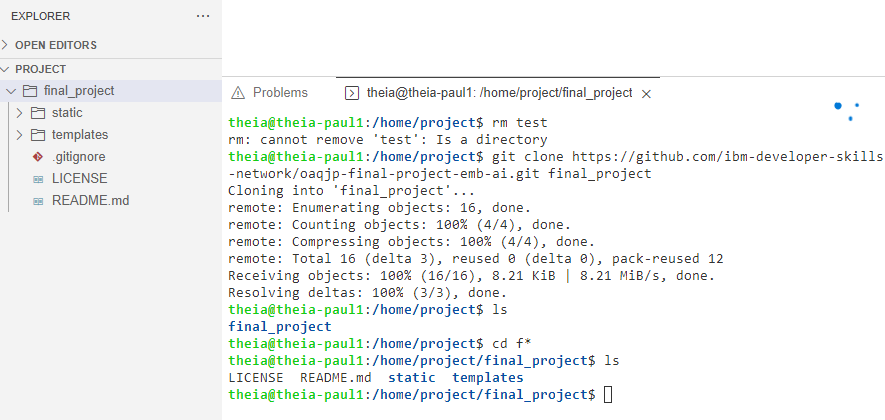 EXPLORER
OPEN EDITORS
PROJECT
final_project
static
templates
.gitignore
LICENSE
README.md
Problems
theia@theia-paul1: /home/project/final_project
theia@theia-paul1:/home/project$ rm test
rm: cannot remove 'test': Is a directory
theia@theia-paul1:/home/project$ git clone https://github.com/ibm-developer-skills
-network/oaqjp-final-project-emb-ai.git final_project
Cloning into 'final_project'...
remote: Enumerating objects: 16, done.
remote: Counting objects: 100% (4/4), done.
remote: Compressing objects: 100% (4/4), done.
remote: Total 16 (delta 3), reused 0 (delta 0), pack-reused 12
Receiving objects: 100% (16/16), 8.21 KiB | 8.21 MiB/s, done.
Resolving deltas: 100% (3/3), done.
theia@theia-paul1:/home/project$ ls
final_project
theia@theia-paul1:/home/project$ cd f*
theia@theia-paul1:/home/project/final_project$ ls
LICENSE  README.md  static  templates
theia@theia-paul1:/home/project/final_project$